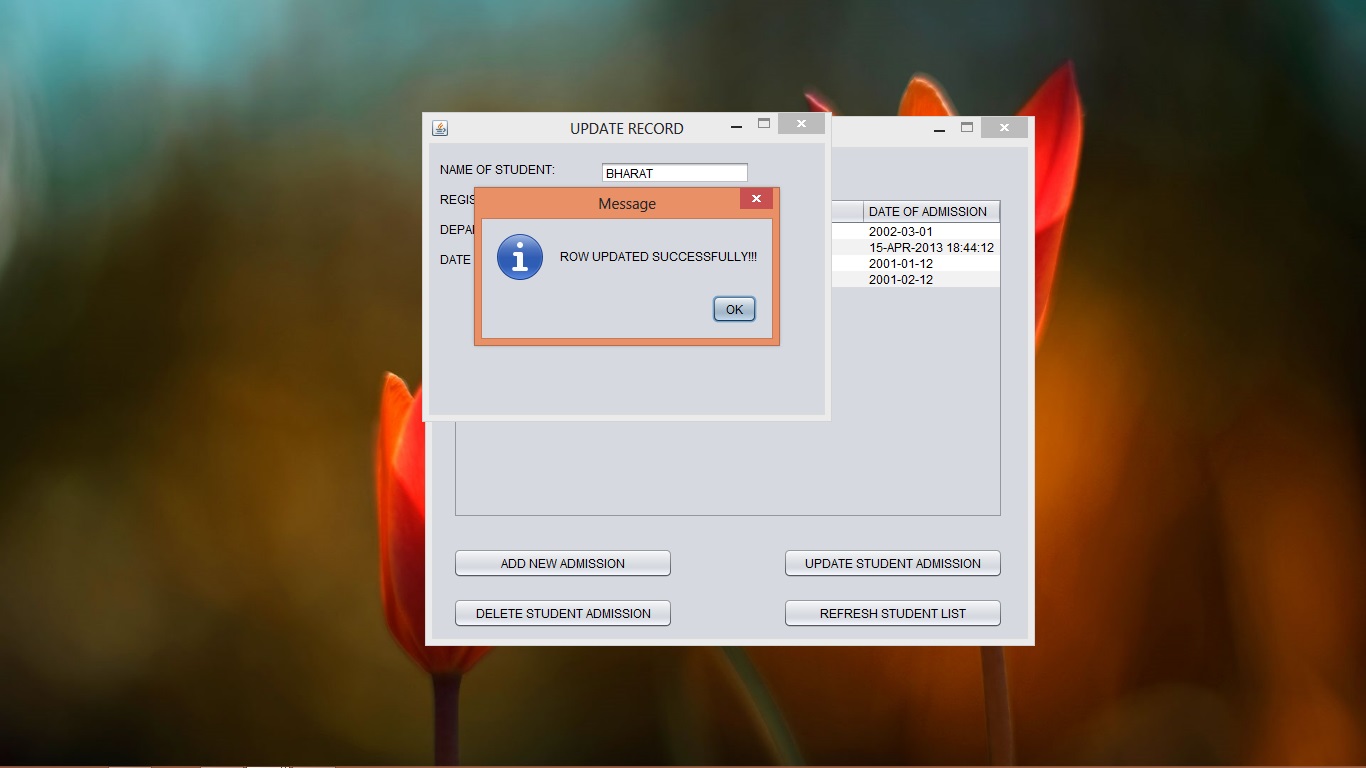 UPDATE RECORD
NAME OF STUDENT:
BHARAT
Message
ROW UPDATED SUCCESSFULLY!!!
OK
DATE
DATE OF ADMISSION
2002-03-01
15-APR-2013 18:44:12
2001-01-12
2001-02-12
ADD NEW ADMISSION
UPDATE STUDENT ADMISSION
DELETE STUDENT ADMISSION
REFRESH STUDENT LIST